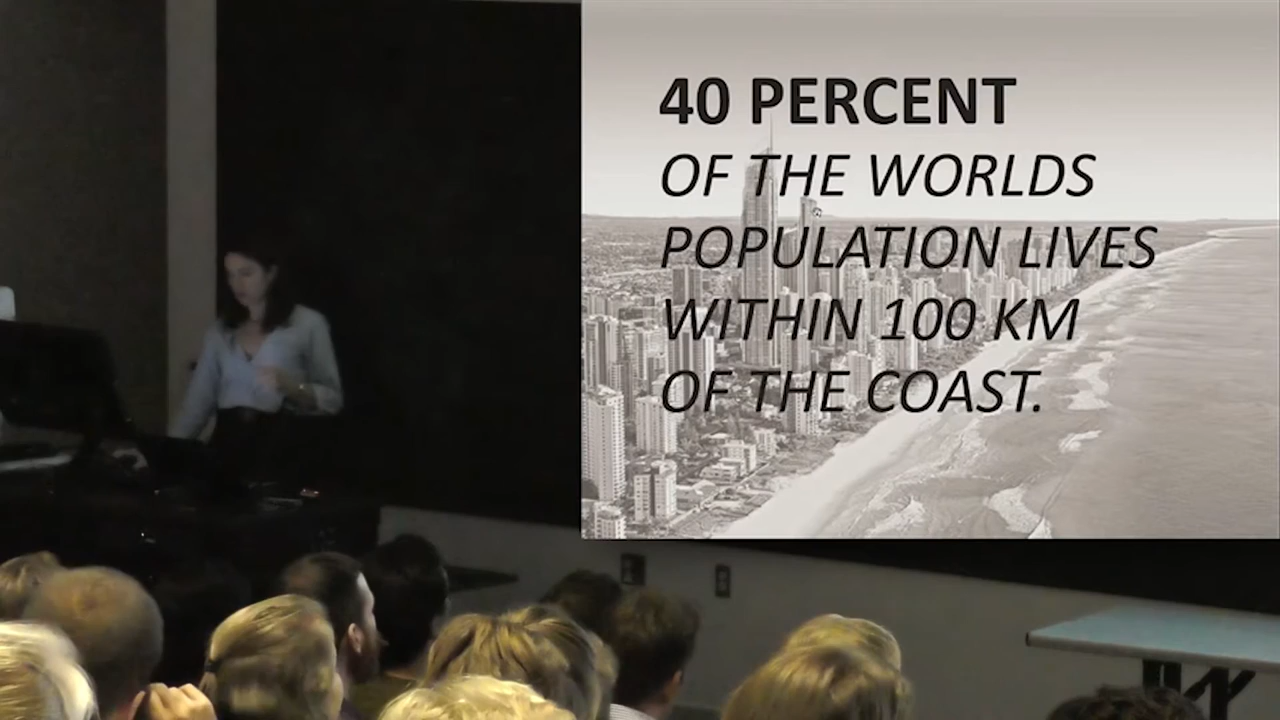 40 PERCENT
OF THE WORLDS
POPULATION LIVES
WITHIN 100 KM
OF THE COAST.